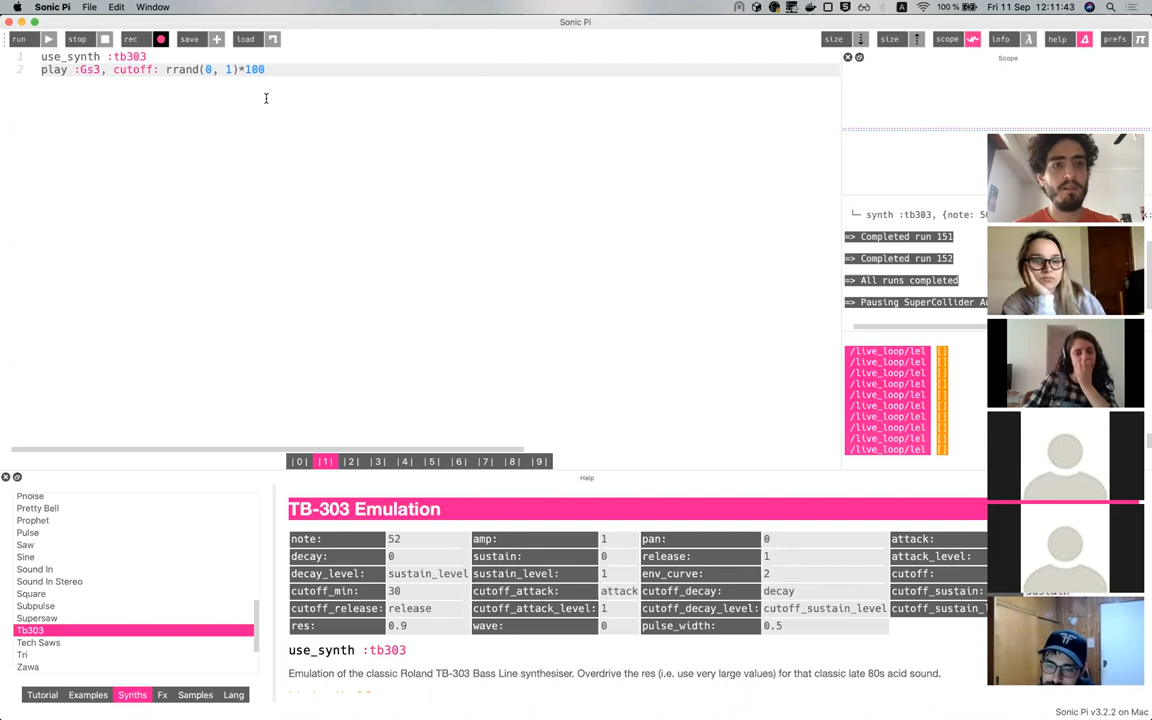 Sonic Pi File Edit Window 100 % Fri 11 Sep 12:11:43
Sonic Pi
run stop rec save load size size scope info help prefs
1 use_synth :tb303
2 play :Gs3, cutoff: rrand(0, 1)*100
Scope
synth :tb303, {note: 5
=> Completed run 151
=> Completed run 152
=> All runs completed
=> Pausing SuperCollider Au
/live_loop/lel []
/live_loop/lel []
/live_loop/lel []
/live_loop/lel []
/live_loop/lel []
/live_loop/lel []
/live_loop/lel []
/live_loop/lel []
/live_loop/lel []
/live_loop/lel []
|0| |1| |2| |3| |4| |5| |6| |7| |8| |9|
Help
Pnoise
Pretty Bell
Prophet
Pulse
Saw
Sine
Sound In
Sound In Stereo
Square
Subpulse
Supersaw
Tb303
Tech Saws
Tri
Zawa
Tutorial Examples Synths Fx Samples Lang
TB-303 Emulation
note: 52 amp: 1 pan: 0 attack:
decay: 0 sustain: 0 release: 1 attack_level:
decay_level: sustain_level sustain_level: 1 env_curve: 2 cutoff:
cutoff_min: 30 cutoff_attack: attack cutoff_decay: decay cutoff_sustain: sustain
cutoff_release: release cutoff_attack_level: 1 cutoff_decay_level: cutoff_sustain_level cutoff_sustain_l
res: 0.9 wave: 0 pulse_width: 0.5
use_synth :tb303
Emulation of the classic Roland TB-303 Bass Line synthesiser. Overdrive the res (i.e. use very large values) for that classic late 80s acid sound.
Sonic Pi v3.2.2 on Mac